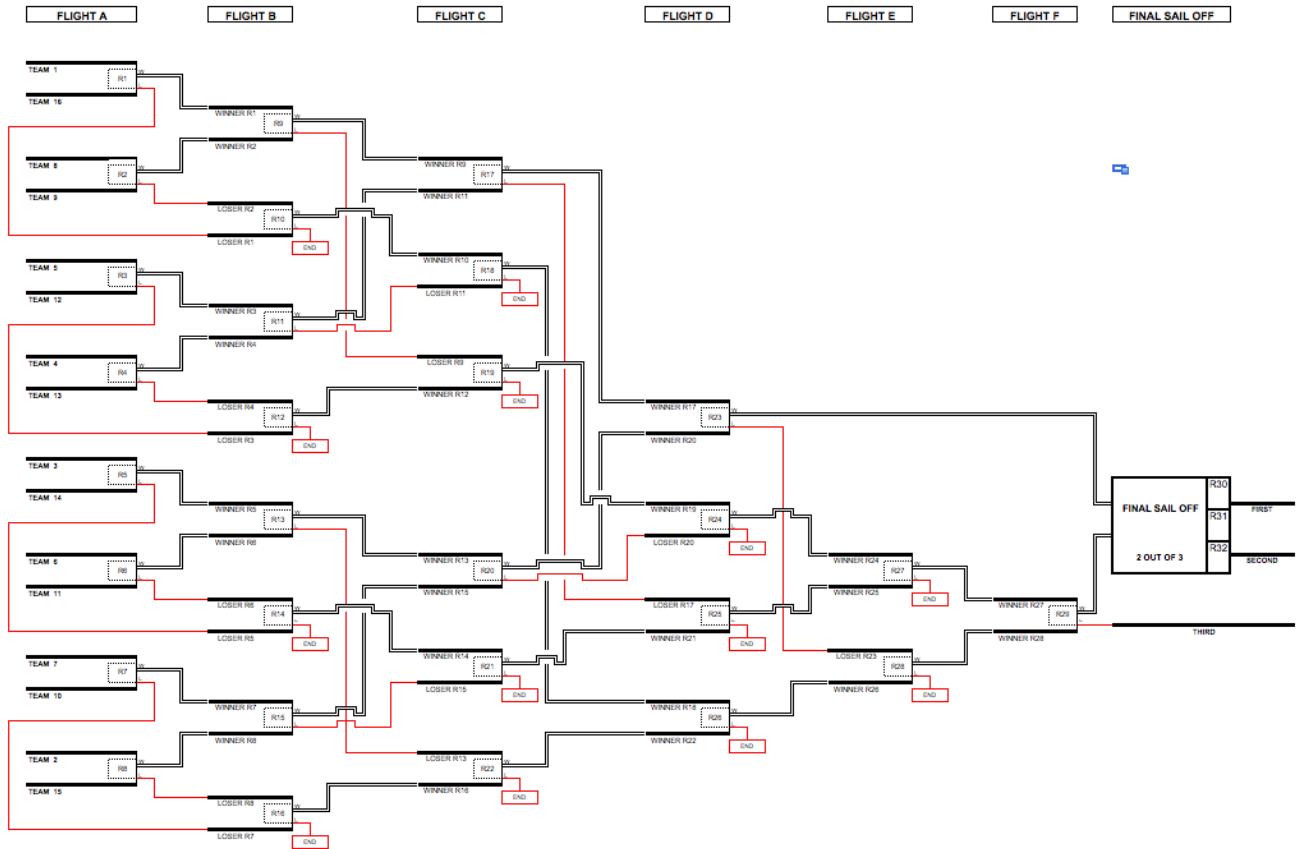 FLIGHT A
FLIGHT B
FLIGHT C
FLIGHT D
FLIGHT E
FLIGHT F
FINAL SAIL OFF
TEAM 1
R1
W
L
TEAM 16
TEAM 8
R2
W
L
TEAM 9
TEAM 5
R3
W
L
TEAM 12
TEAM 4
R4
W
L
TEAM 13
TEAM 3
R5
W
L
TEAM 14
TEAM 6
R6
W
L
TEAM 11
TEAM 7
R7
W
L
TEAM 10
TEAM 2
R8
W
L
TEAM 15
WINNER R1
R9
W
L
WINNER R2
LOSER R2
R10
W
L
LOSER R1
END
WINNER R3
R11
W
L
WINNER R4
LOSER R4
R12
W
L
LOSER R3
END
WINNER R5
R13
W
L
WINNER R6
LOSER R6
R14
W
L
LOSER R5
END
WINNER R7
R15
W
L
WINNER R8
LOSER R8
R16
W
L
LOSER R7
END
WINNER R9
R17
W
L
WINNER R11
WINNER R10
R18
W
L
LOSER R11
END
LOSER R9
R19
W
L
WINNER R12
END
WINNER R13
R20
W
L
WINNER R15
WINNER R14
R21
W
L
LOSER R15
END
LOSER R13
R22
W
L
WINNER R16
END
WINNER R17
R23
W
L
WINNER R20
WINNER R19
R24
W
L
LOSER R20
END
LOSER R17
R25
W
L
WINNER R21
END
WINNER R18
R26
W
L
WINNER R22
END
WINNER R24
R27
W
L
WINNER R25
END
LOSER R23
R28
W
L
WINNER R26
END
WINNER R27
R29
W
L
WINNER R28
FINAL SAIL OFF
2 OUT OF 3
R30
R31
R32
FIRST
SECOND
THIRD